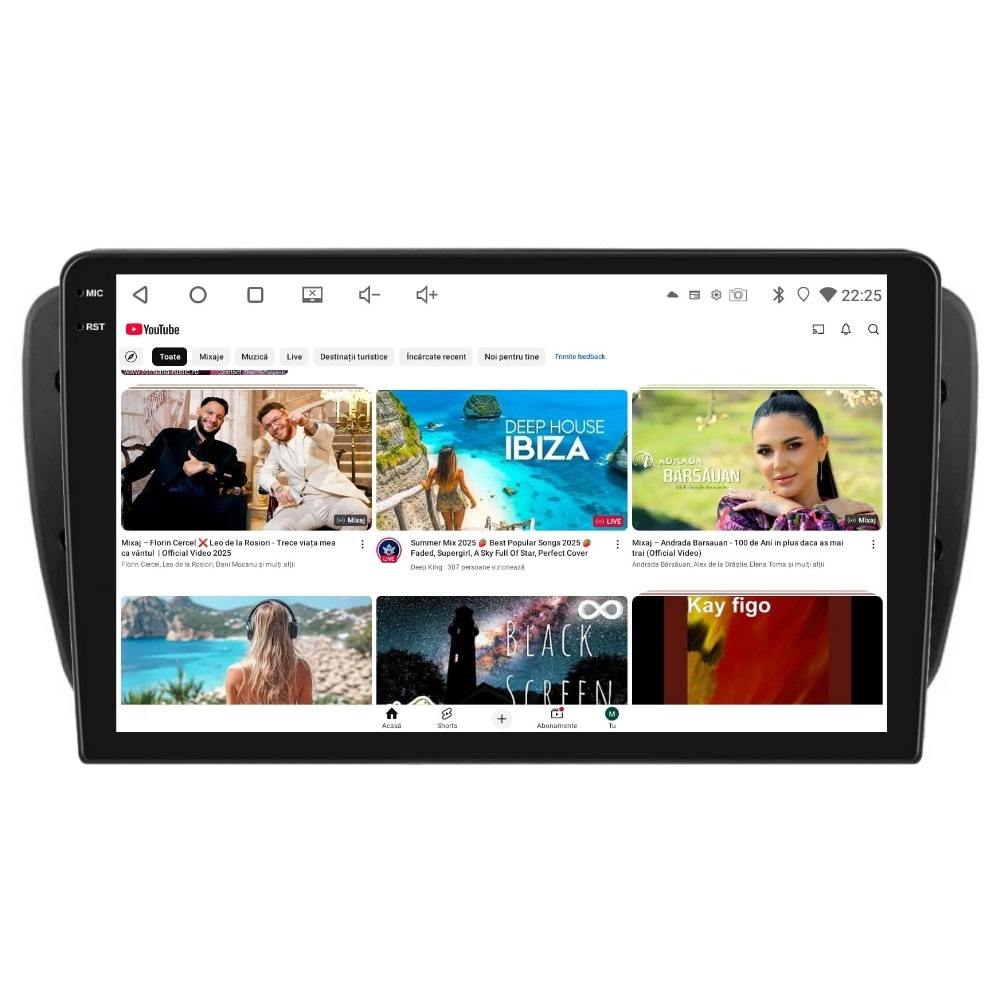 MIC
22:25
RST
YouTube
Toate Mixaje Muzică Live Destinații turistice Încărcate recent Noi pentru tine Trimite feedback
DEEP HOUSE
IBIZA
ANDRADA
BÂRSĂUAN
Mixaj
LIVE
Mixaj
Mixaj – Florin Cercel ❌ Leo de la Rosiori - Trece viața mea
ca vântul | Official Video 2025
Florin Cercel, Leo de la Rosiori, Dani Mocanu și mulți alții
LIVE
Summer Mix 2025 🍓 Best Popular Songs 2025 🍓
Faded, Supergirl, A Sky Full Of Star, Perfect Cover
Deep King · 307 persoane vizionează
Mixaj – Andrada Barsauan - 100 de Ani in plus daca as mai
trai (Official Video)
Andrada Bârsăuan, Alex de la Orăștie, Elena Toma și mulți alții
BLACK
SCREEN
Kay figo
M
Acasă Shorts Abonamente Tu